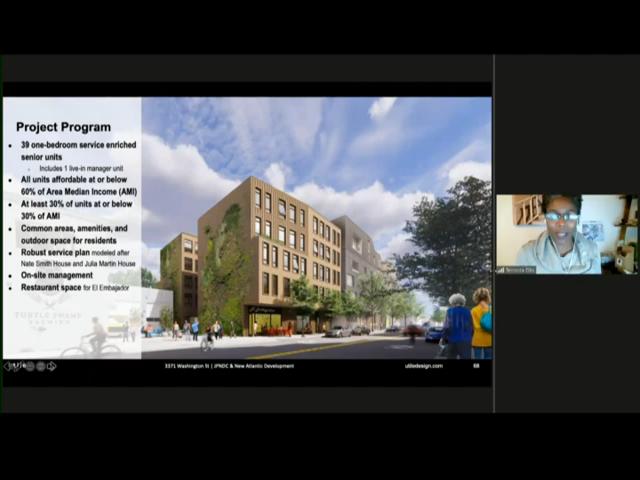 Project Program
• 39 one-bedroom service enriched
senior units
◦ Includes 1 live-in manager unit
• All units affordable at or below
60% of Area Median Income (AMI)
• At least 30% of units at or below
30% of AMI
• Common areas, amenities, and
outdoor space for residents
• Robust service plan modeled after
Nate Smith House and Julia Martin House
• On-site management
• Restaurant space for El Embajador
TURTLE SWAMP
BREWING
3371 Washington St | JPNDC & New Atlantic Development
utiledesign.com
68